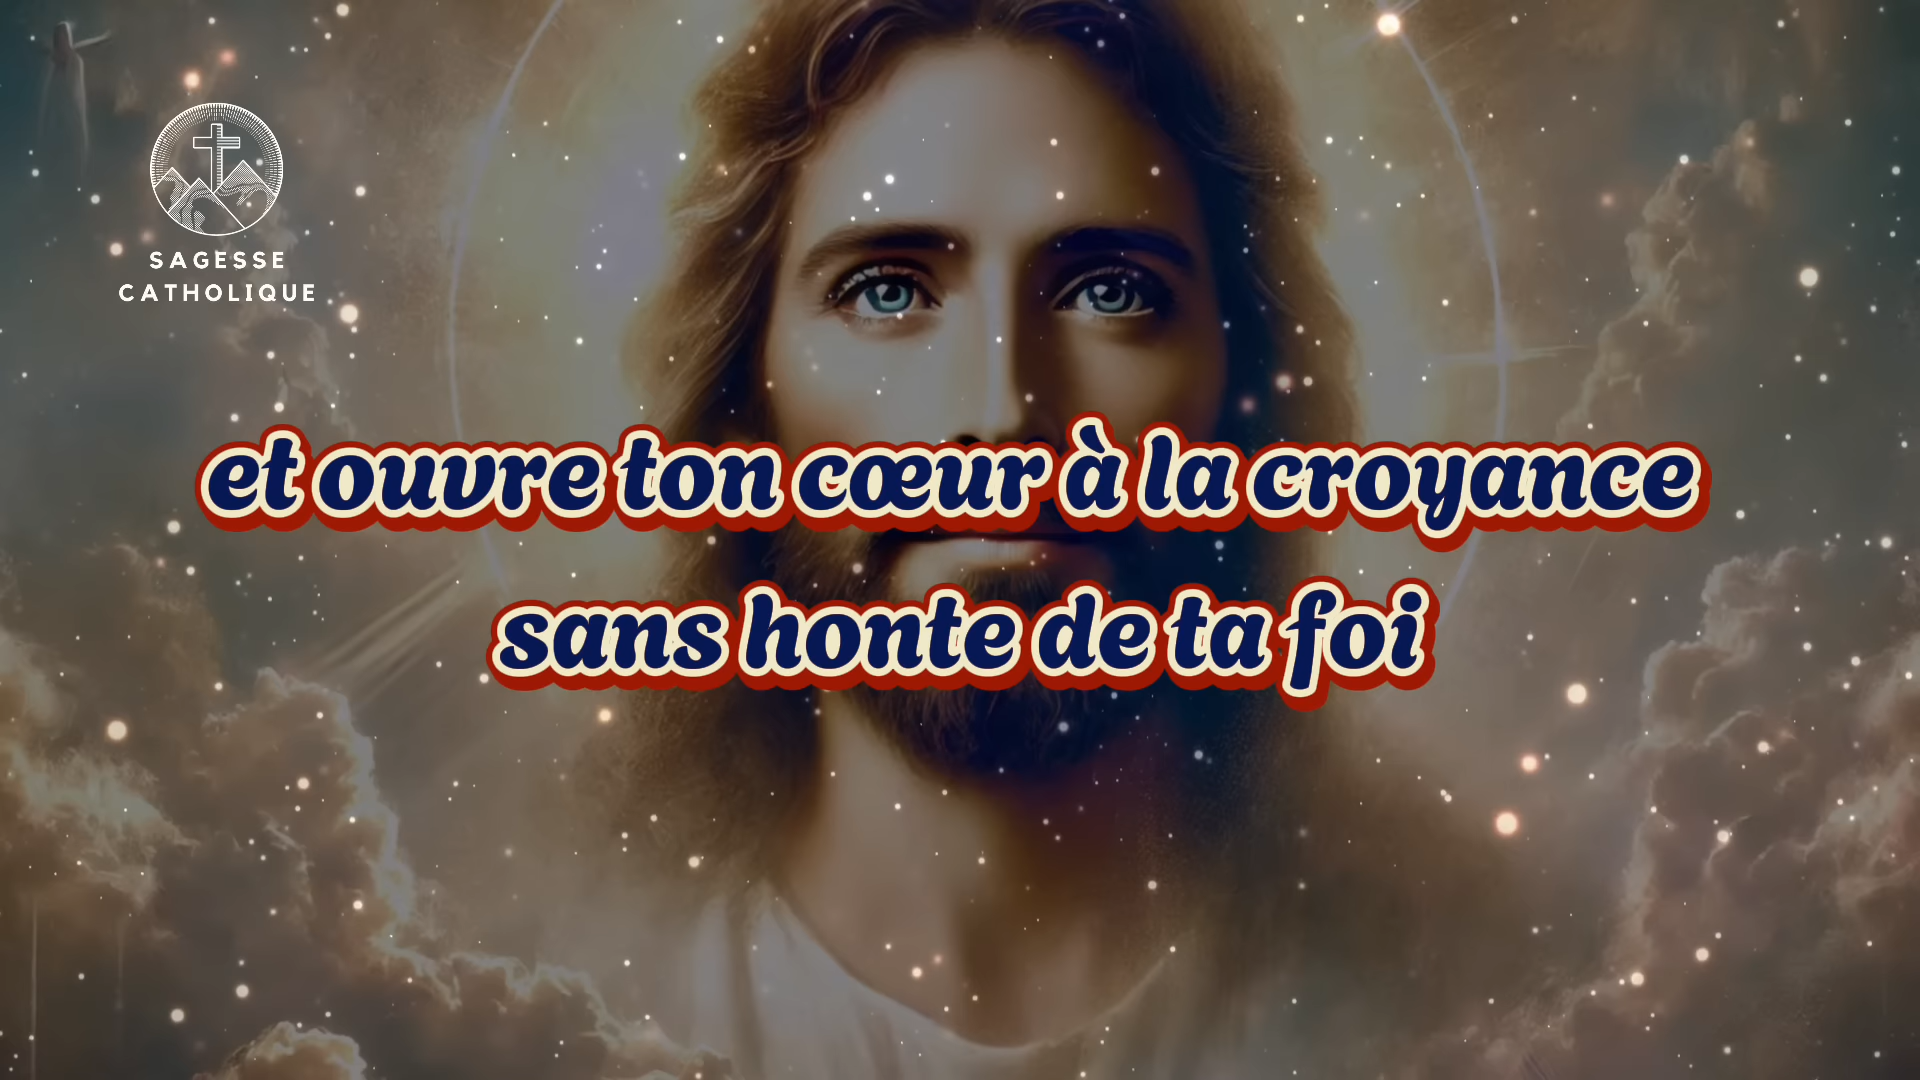 SAGESSE
CATHOLIQUE
et ouvre ton cœur à la croyance
sans honte de ta foi